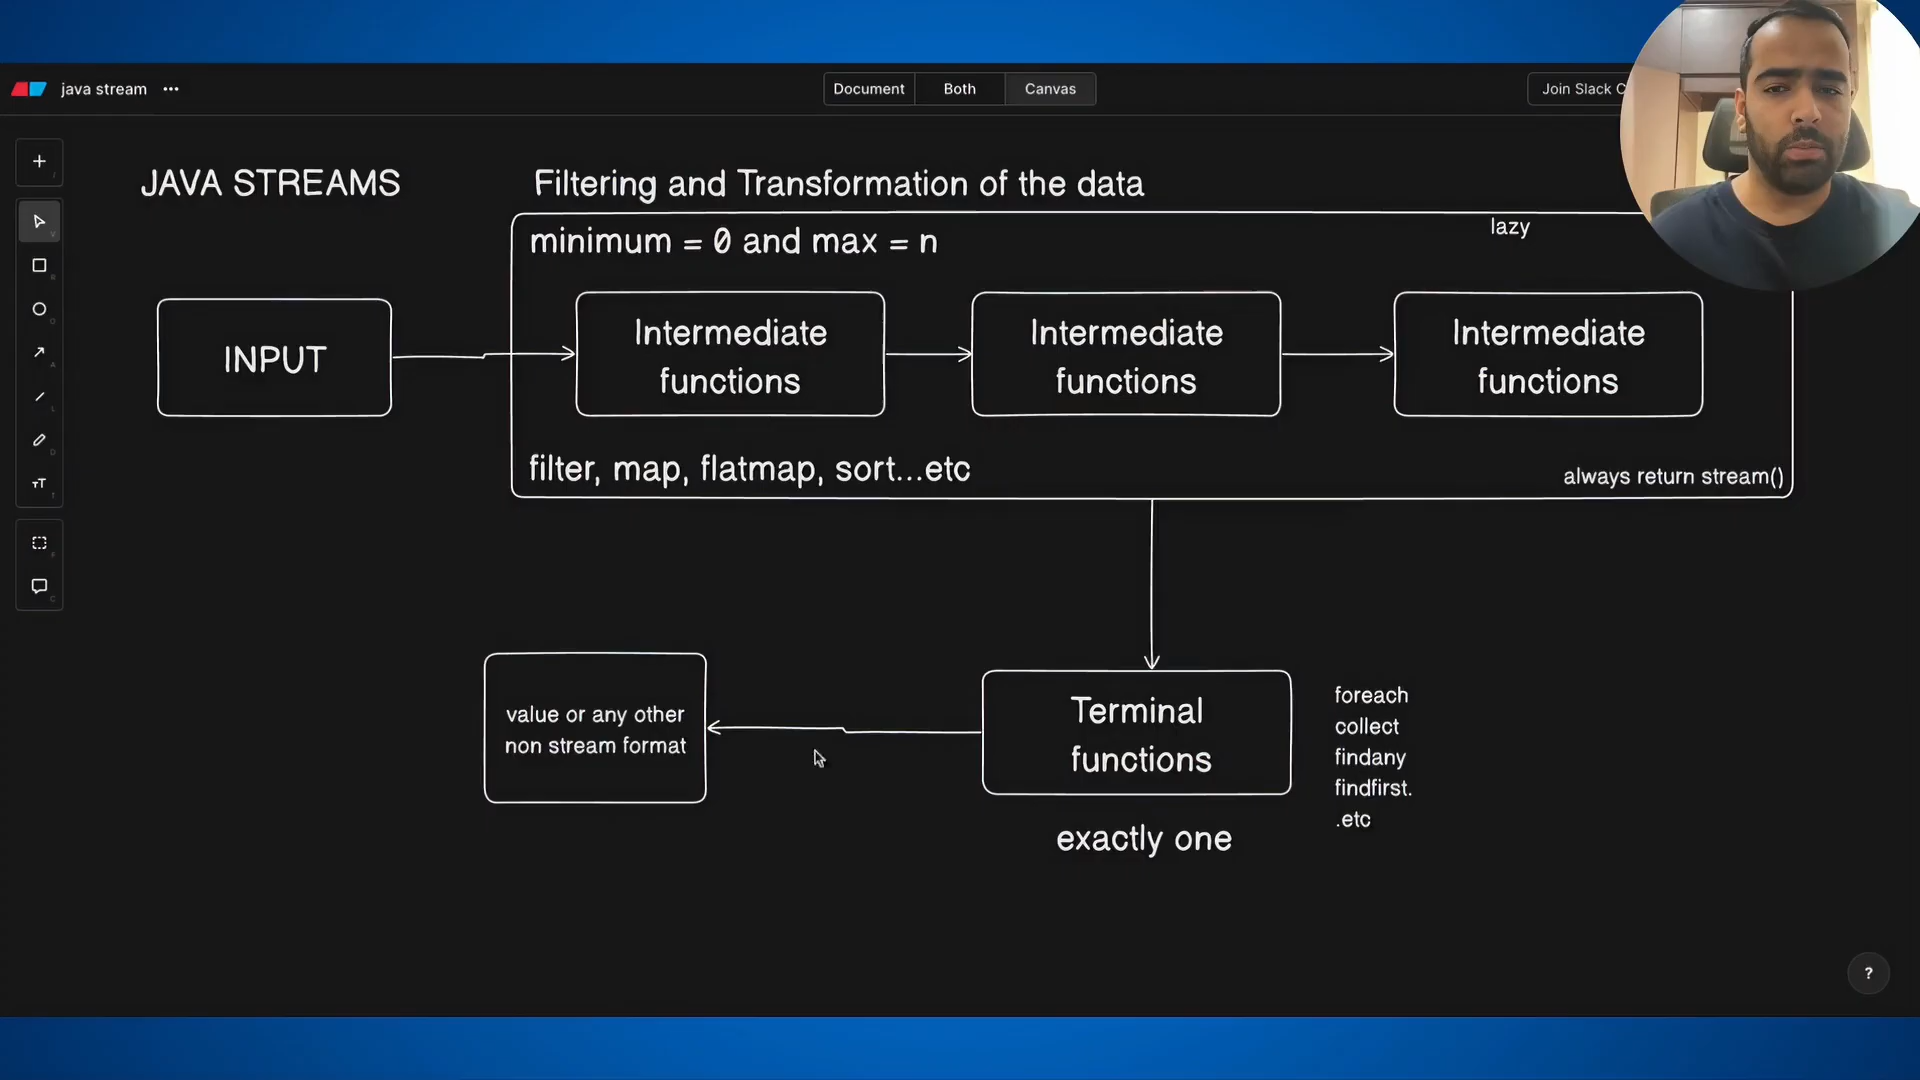 java stream
Document
Both
Canvas
Join Slack C
JAVA STREAMS
Filtering and Transformation of the data
minimum = 0 and max = n
lazy
INPUT
Intermediate
functions
Intermediate
functions
Intermediate
functions
filter, map, flatmap, sort...etc
always return stream()
value or any other
non stream format
Terminal
functions
foreach
collect
findany
findfirst.
.etc
exactly one
?